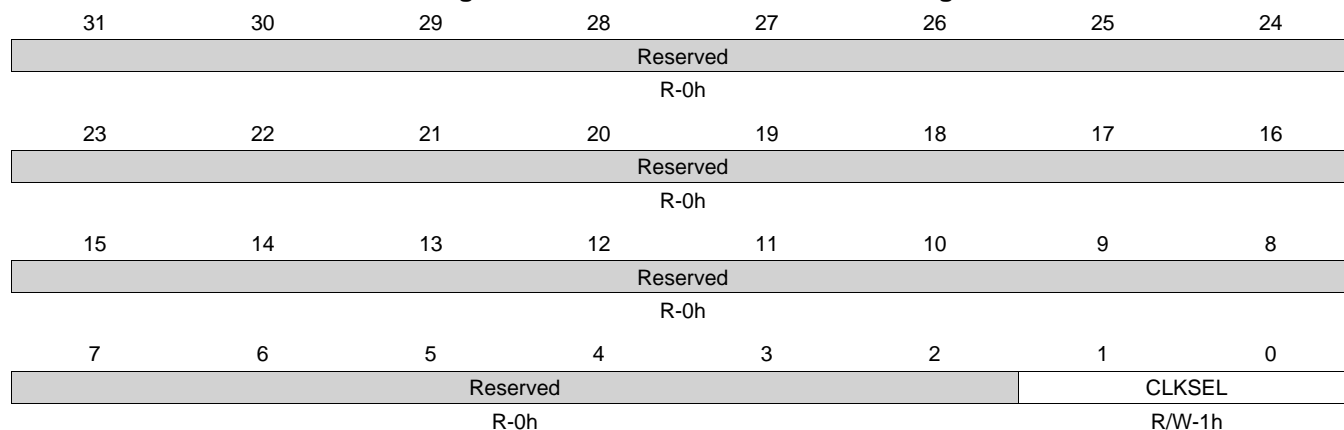 31 30 29 28 27 26 25 24
Reserved
R-0h
23 22 21 20 19 18 17 16
Reserved
R-0h
15 14 13 12 11 10 9 8
Reserved
R-0h
7 6 5 4 3 2 1 0
Reserved CLKSEL
R-0h R/W-1h